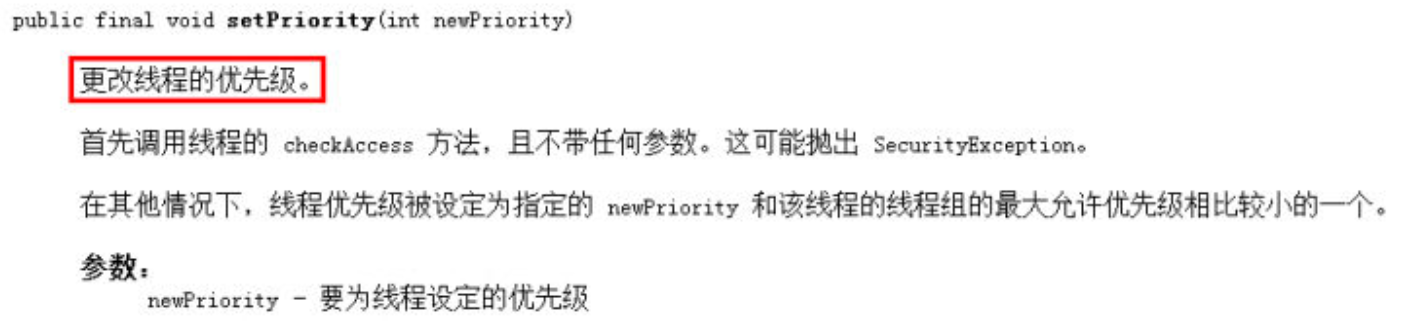 public final void setPriority(int newPriority)
更改线程的优先级。
首先调用线程的 checkAccess 方法，且不带任何参数。这可能抛出 SecurityException。
在其他情况下，线程优先级被设定为指定的 newPriority 和该线程的线程组的最大允许优先级相比较小的一个。
参数：
newPriority - 要为线程设定的优先级